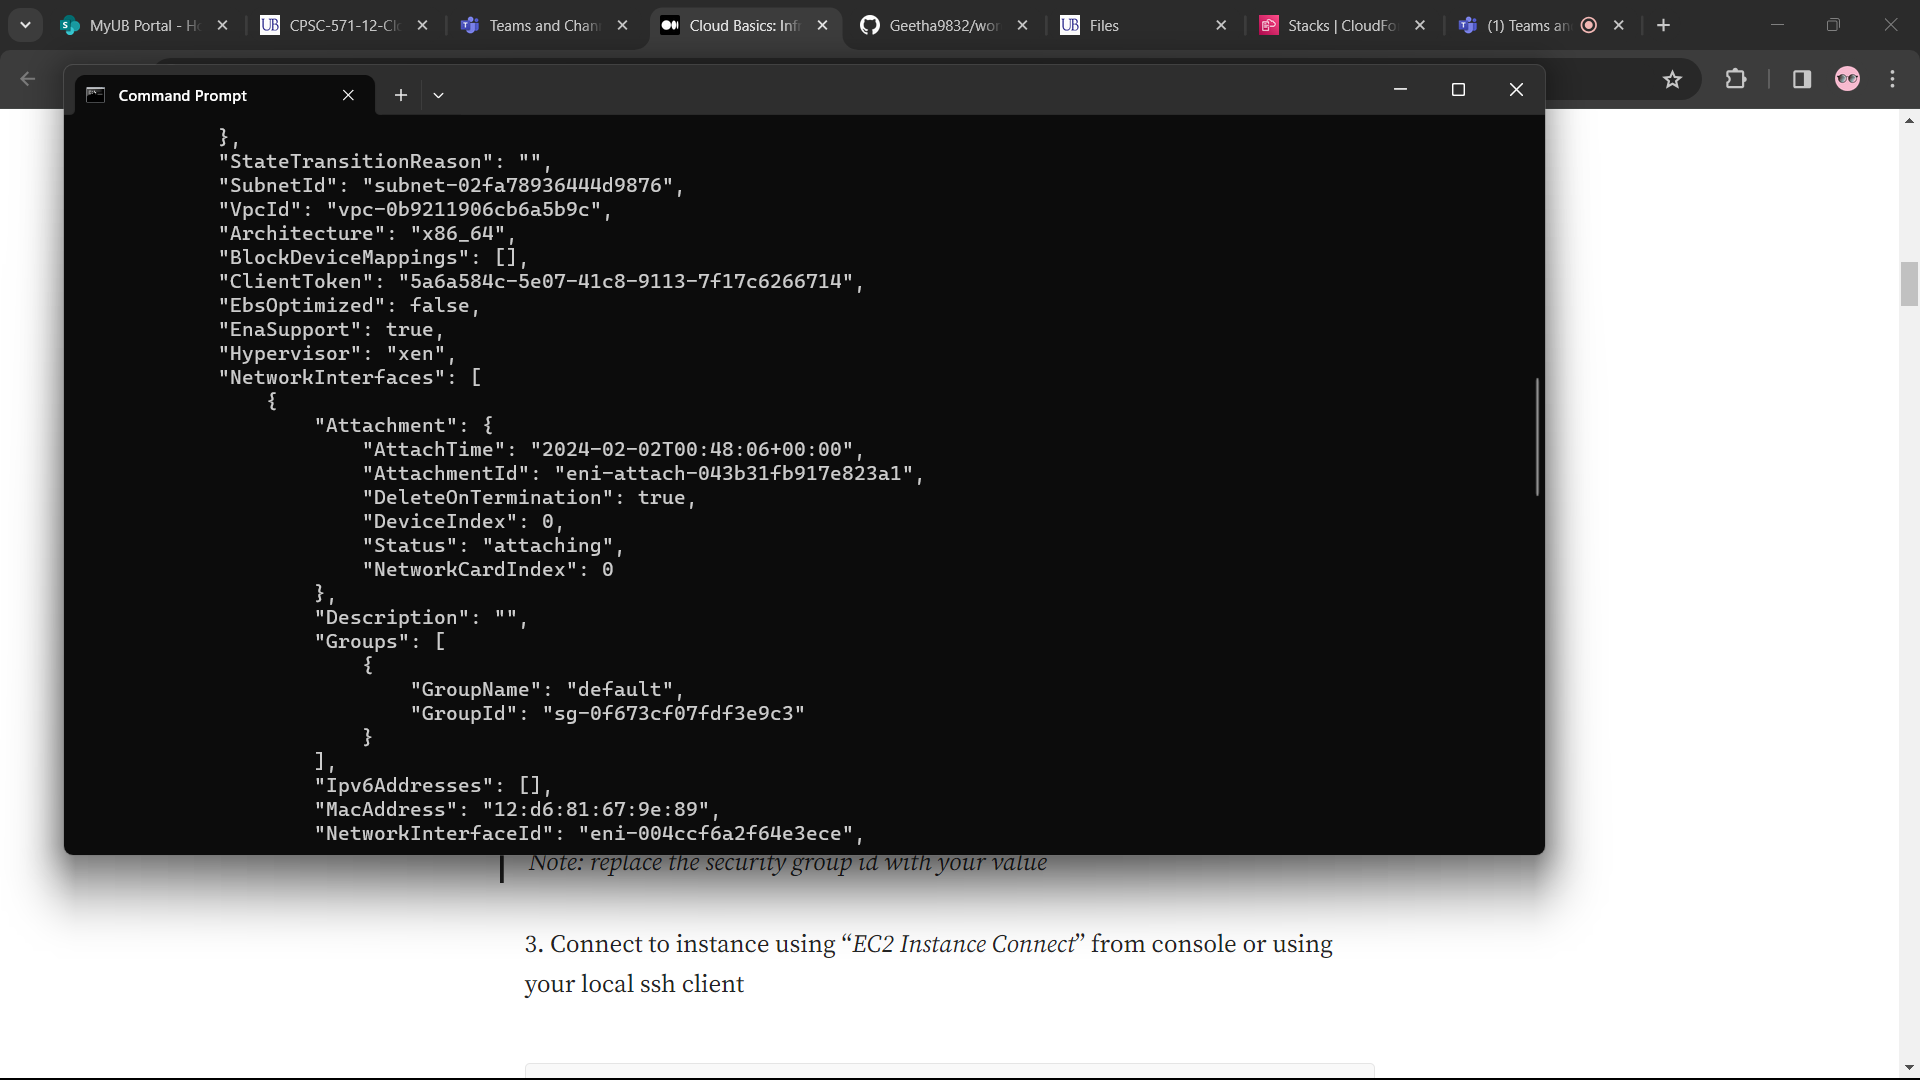 MyUB Portal - Ho
CPSC-571-12-Clo
Teams and Chann
Cloud Basics: Infr
Geetha9832/wor
Files
Stacks | CloudFo
(1) Teams an
Command Prompt
},
"StateTransitionReason": "",
"SubnetId": "subnet-02fa78936444d9876",
"VpcId": "vpc-0b9211906cb6a5b9c",
"Architecture": "x86_64",
"BlockDeviceMappings": [],
"ClientToken": "5a6a584c-5e07-41c8-9113-7f17c6266714",
"EbsOptimized": false,
"EnaSupport": true,
"Hypervisor": "xen",
"NetworkInterfaces": [
{
"Attachment": {
"AttachTime": "2024-02-02T00:48:06+00:00",
"AttachmentId": "eni-attach-043b31fb917e823a1",
"DeleteOnTermination": true,
"DeviceIndex": 0,
"Status": "attaching",
"NetworkCardIndex": 0
},
"Description": "",
"Groups": [
{
"GroupName": "default",
"GroupId": "sg-0f673cf07fdf3e9c3"
}
],
"Ipv6Addresses": [],
"MacAddress": "12:d6:81:67:9e:89",
"NetworkInterfaceId": "eni-004ccf6a2f64e3ece",
Note: replace the security group id with your value
3. Connect to instance using “EC2 Instance Connect” from console or using
your local ssh client